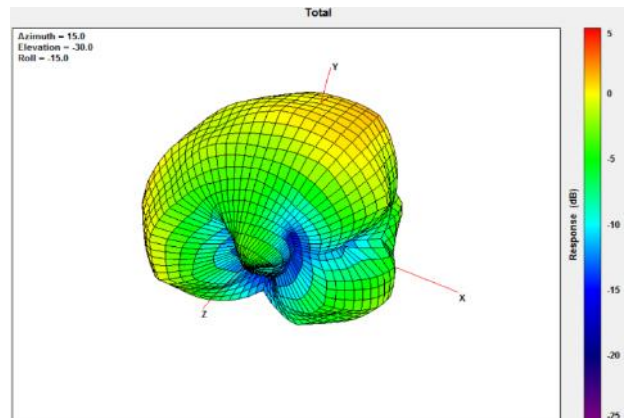 Total
Azimuth = 15.0
Elevation = -30.0
Roll = -15.0
Y
X
Z
5
0
-5
-10
-15
-20
-25
Response (dB)